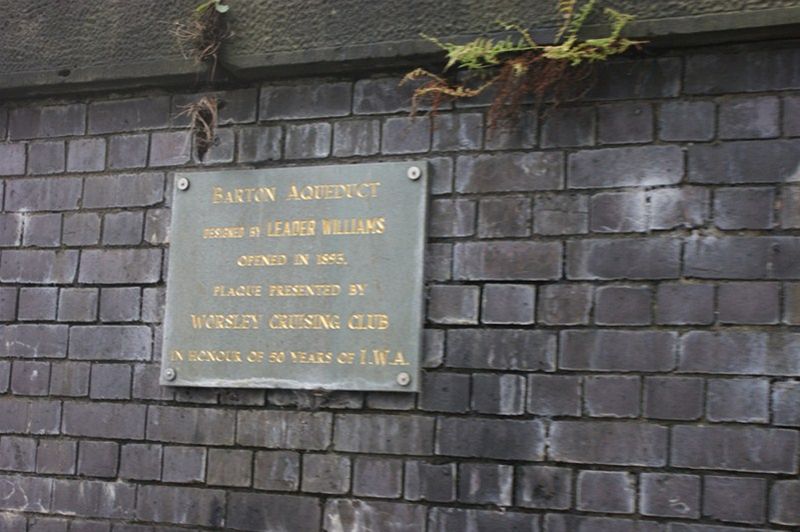 BARTON AQUEDUCT
DESIGNED BY LEADER WILLIAMS
OPENED IN 1893.
PLAQUE PRESENTED BY
WORSLEY CRUISING CLUB
IN HONOUR OF 50 YEARS OF I.W.A.